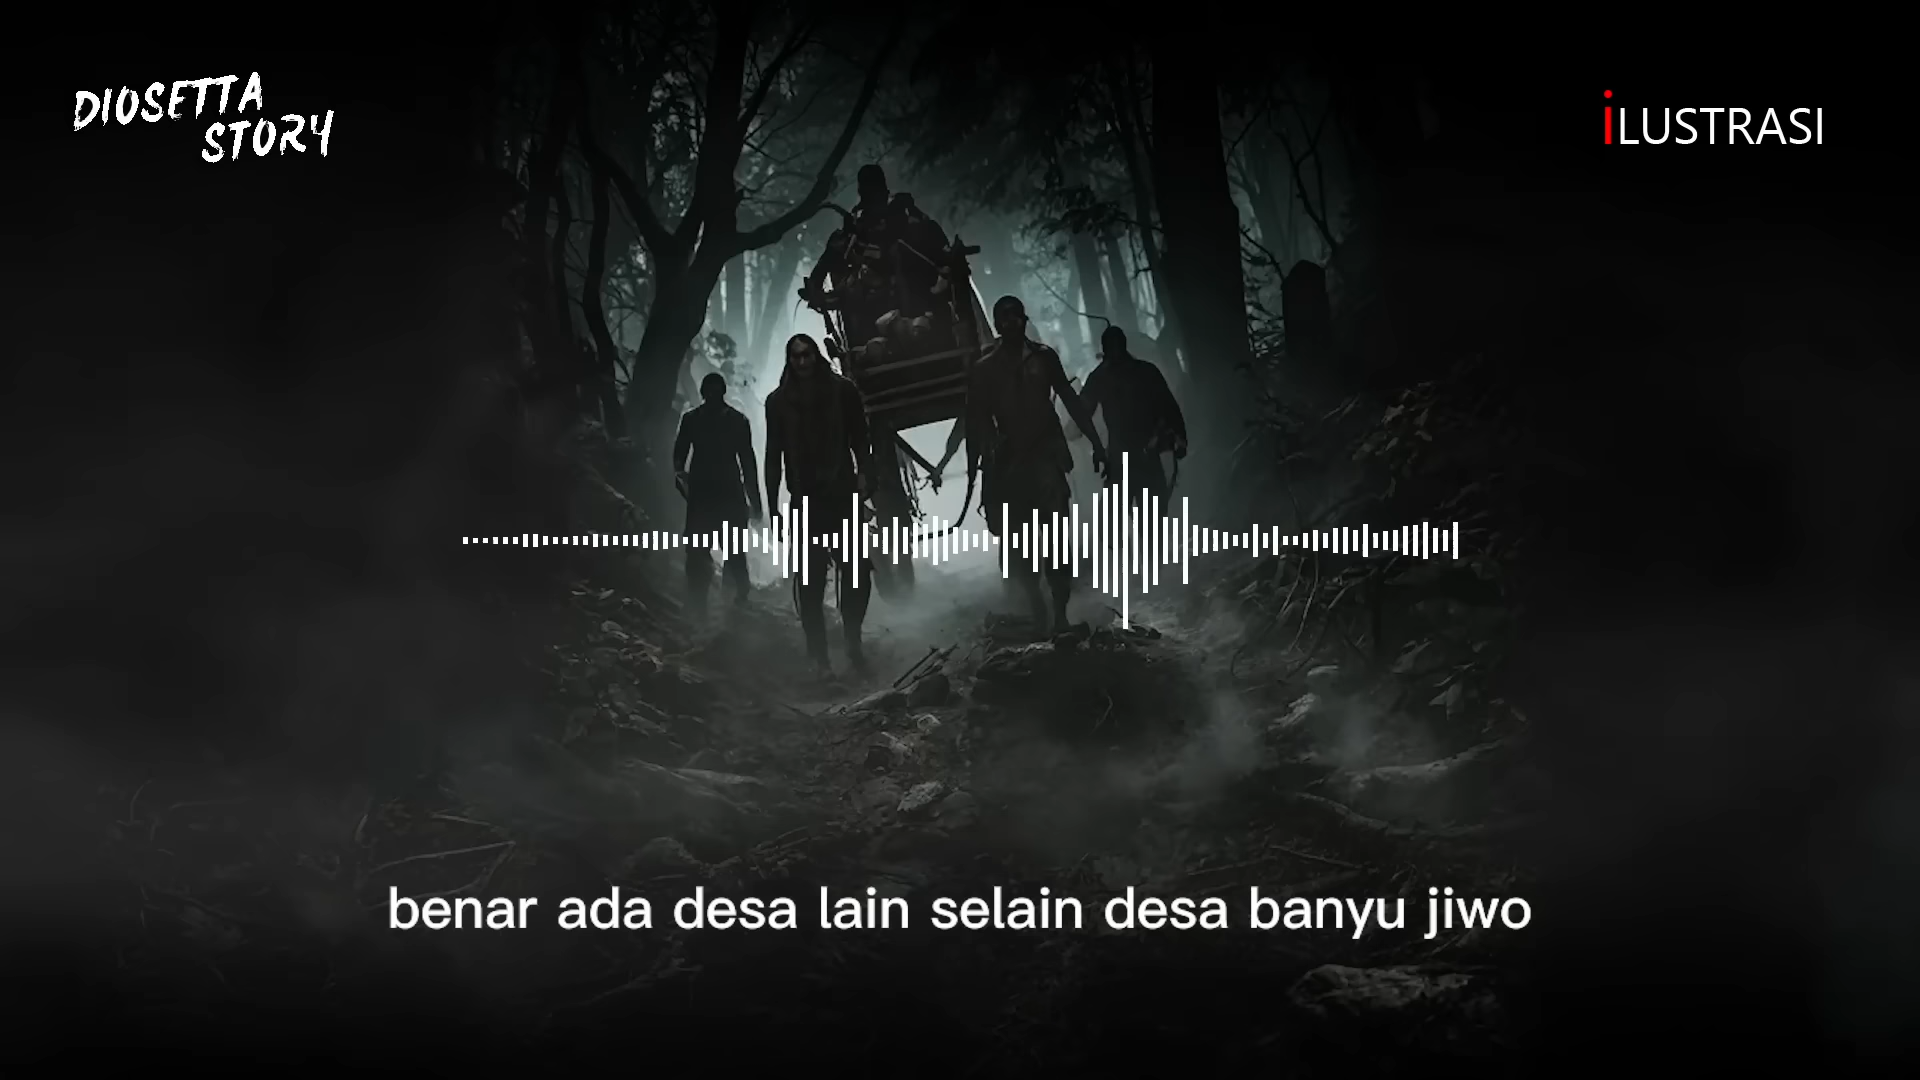 DIOSETTA
STORY
iLUSTRASI
benar ada desa lain selain desa banyu jiwo